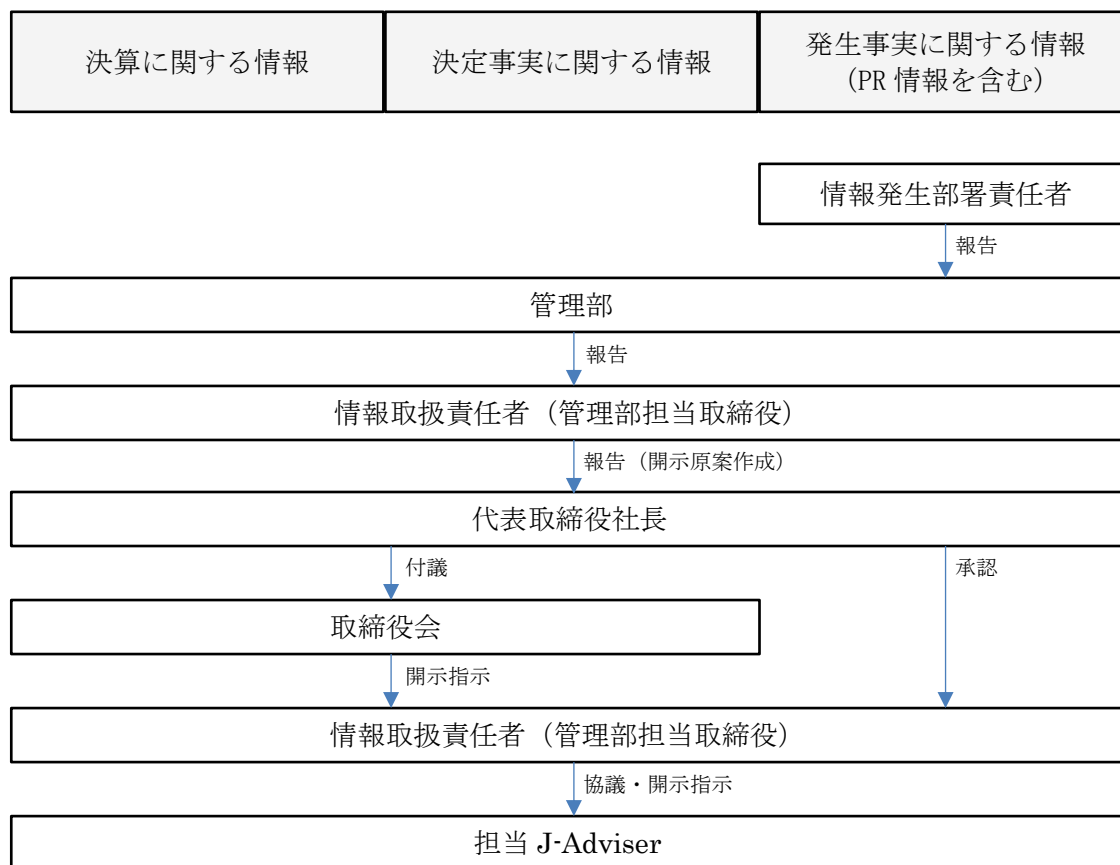 決算に関する情報
決定事実に関する情報
発生事実に関する情報
（PR 情報を含む）
情報発生部署責任者
報告
管理部
報告
情報取扱責任者（管理部担当取締役）
報告（開示原案作成）
代表取締役社長
付議
承認
取締役会
開示指示
情報取扱責任者（管理部担当取締役）
協議・開示指示
担当 J-Adviser